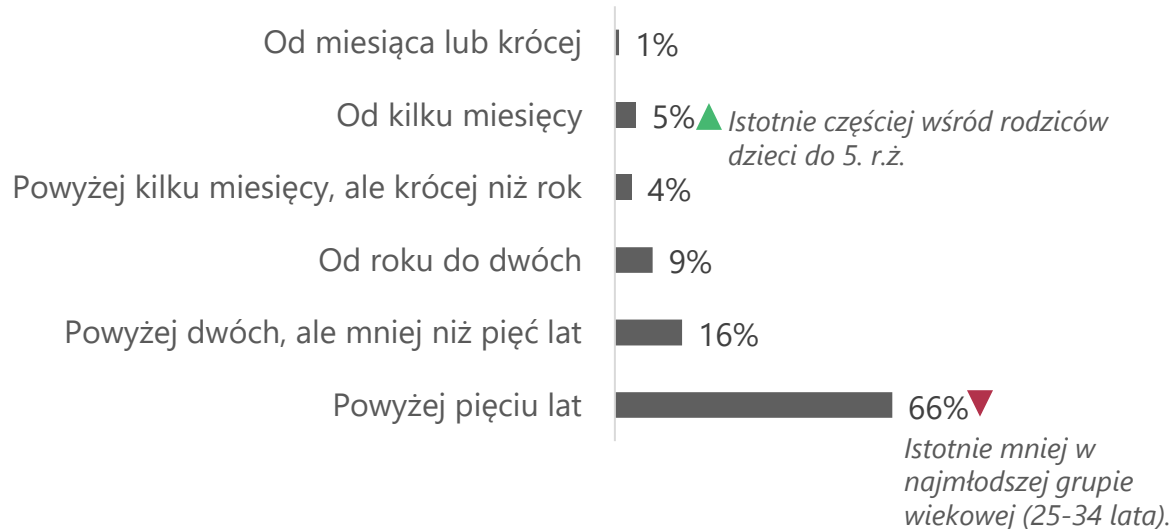 Od miesiąca lub krócej 1%
Od kilku miesięcy 5% Istotnie częściej wśród rodziców
dzieci do 5. r.ż.
Powyżej kilku miesięcy, ale krócej niż rok 4%
Od roku do dwóch 9%
Powyżej dwóch, ale mniej niż pięć lat 16%
Powyżej pięciu lat 66%
Istotnie mniej w
najmłodszej grupie
wiekowej (25-34 lata).